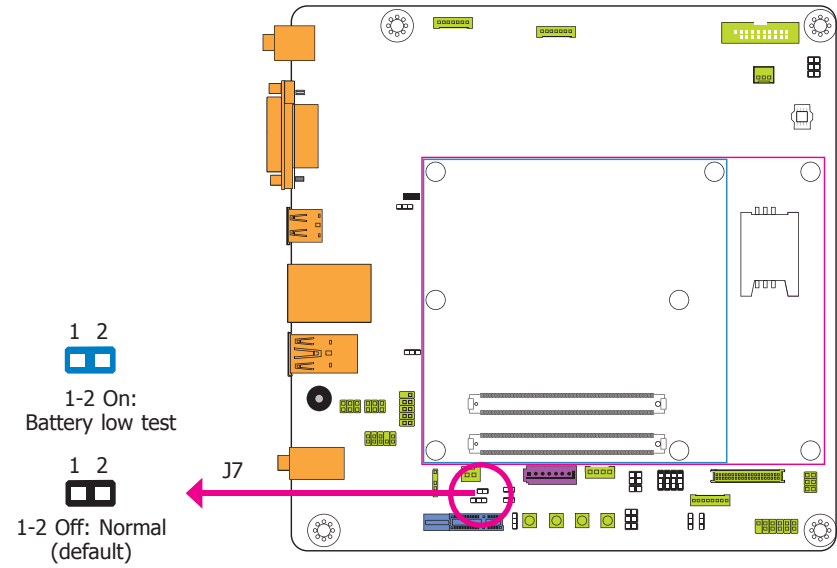 1 2
1-2 On:
Battery low test
1 2
1-2 Off: Normal
(default)
J7